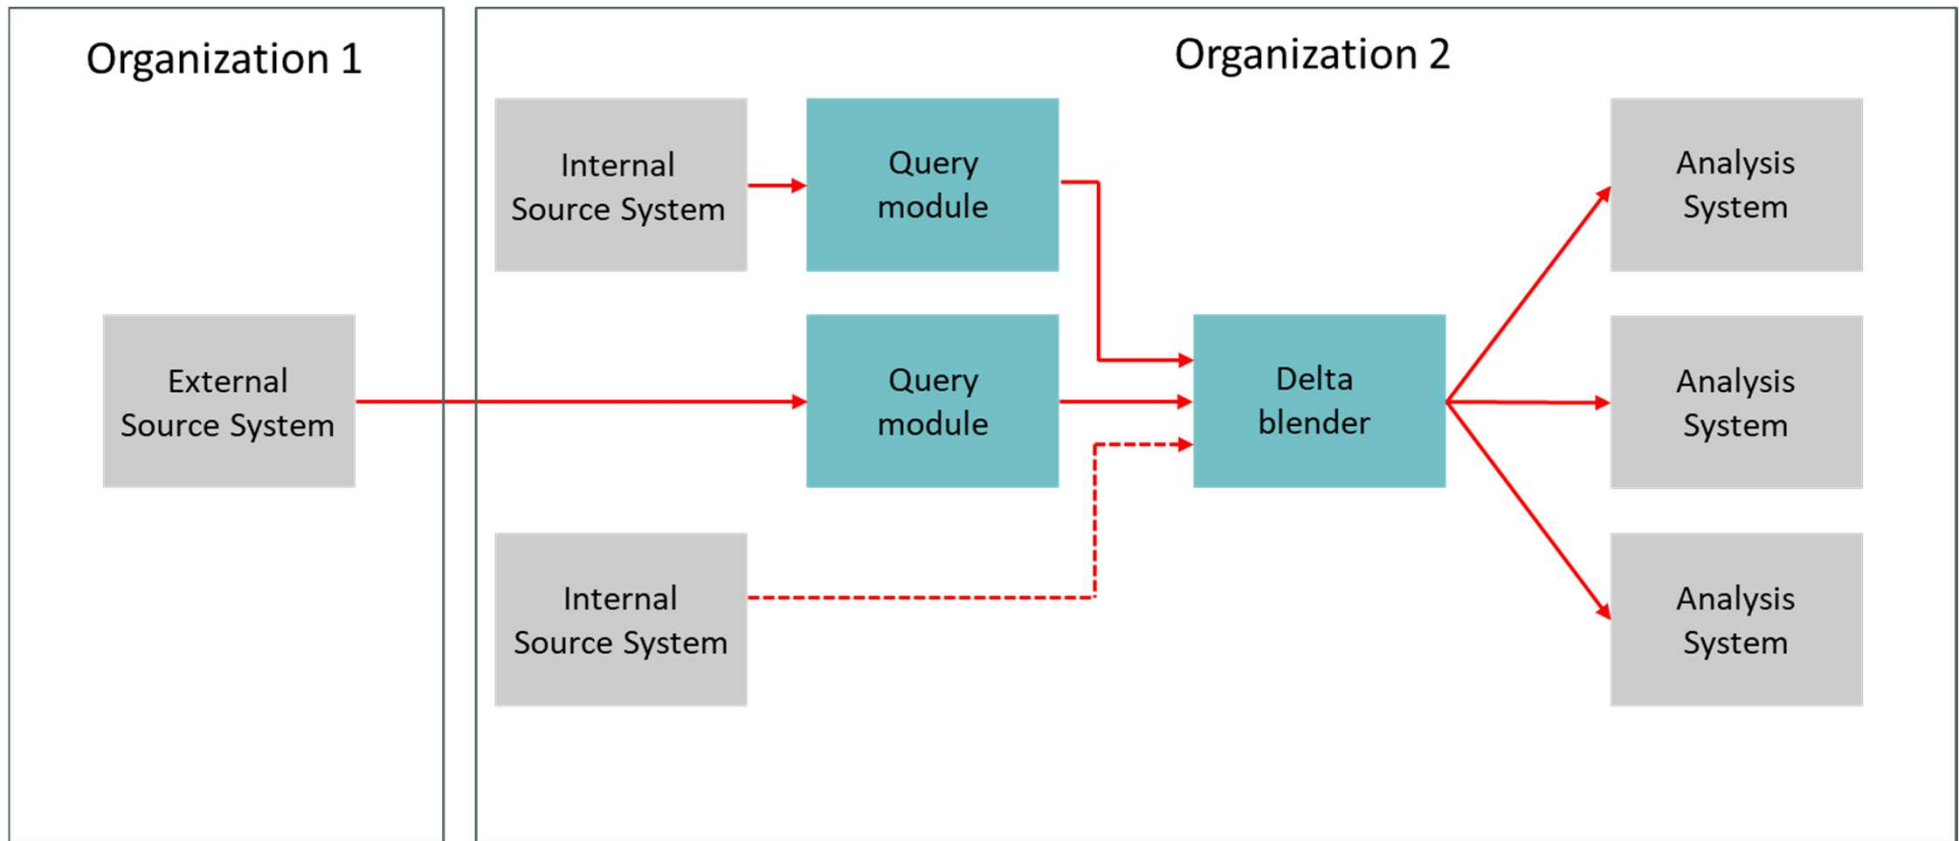 Organization 1
Organization 2
Internal
Source System
Query
module
Analysis
System
External
Source System
Query
module
Delta
blender
Analysis
System
Internal
Source System
Analysis
System